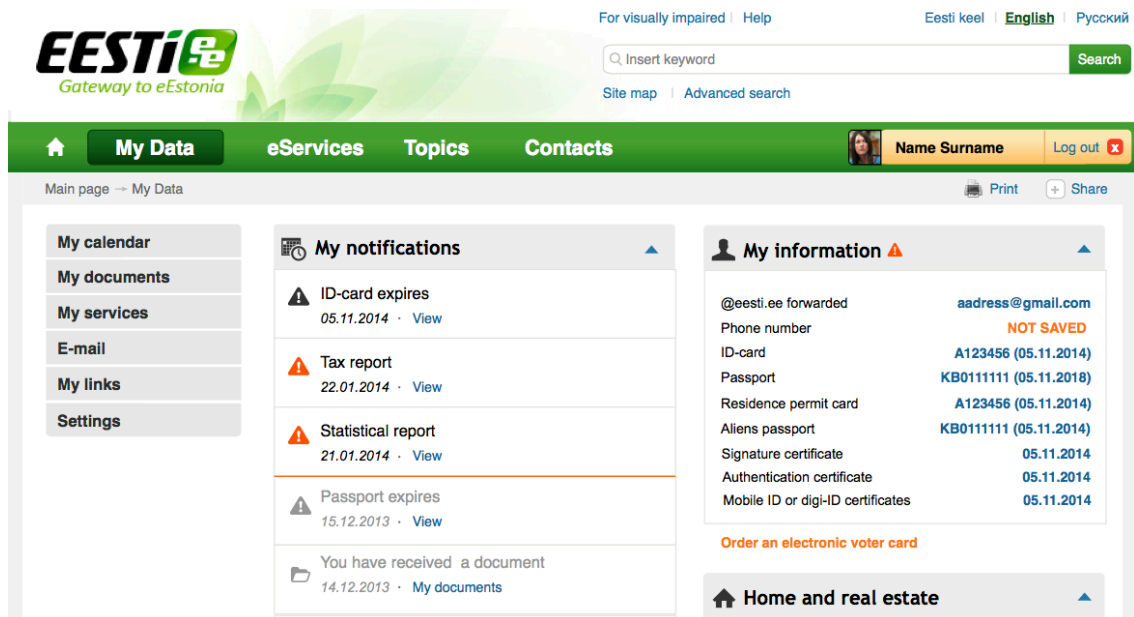 For visually impaired | Help
Eesti keel | English | Русский
EESTi ee
Gateway to eEstonia
Insert keyword
Search
Site map | Advanced search
My Data eServices Topics Contacts
Name Surname Log out x
Main page → My Data
Print + Share
My calendar
My documents
My services
E-mail
My links
Settings
My notifications
ID-card expires
05.11.2014 · View
Tax report
22.01.2014 · View
Statistical report
21.01.2014 · View
Passport expires
15.12.2013 · View
You have received a document
14.12.2013 · My documents
My information
@eesti.ee forwarded aadress@gmail.com
Phone number NOT SAVED
ID-card A123456 (05.11.2014)
Passport KB0111111 (05.11.2018)
Residence permit card A123456 (05.11.2014)
Aliens passport KB0111111 (05.11.2014)
Signature certificate 05.11.2014
Authentication certificate 05.11.2014
Mobile ID or digi-ID certificates 05.11.2014
Order an electronic voter card
Home and real estate